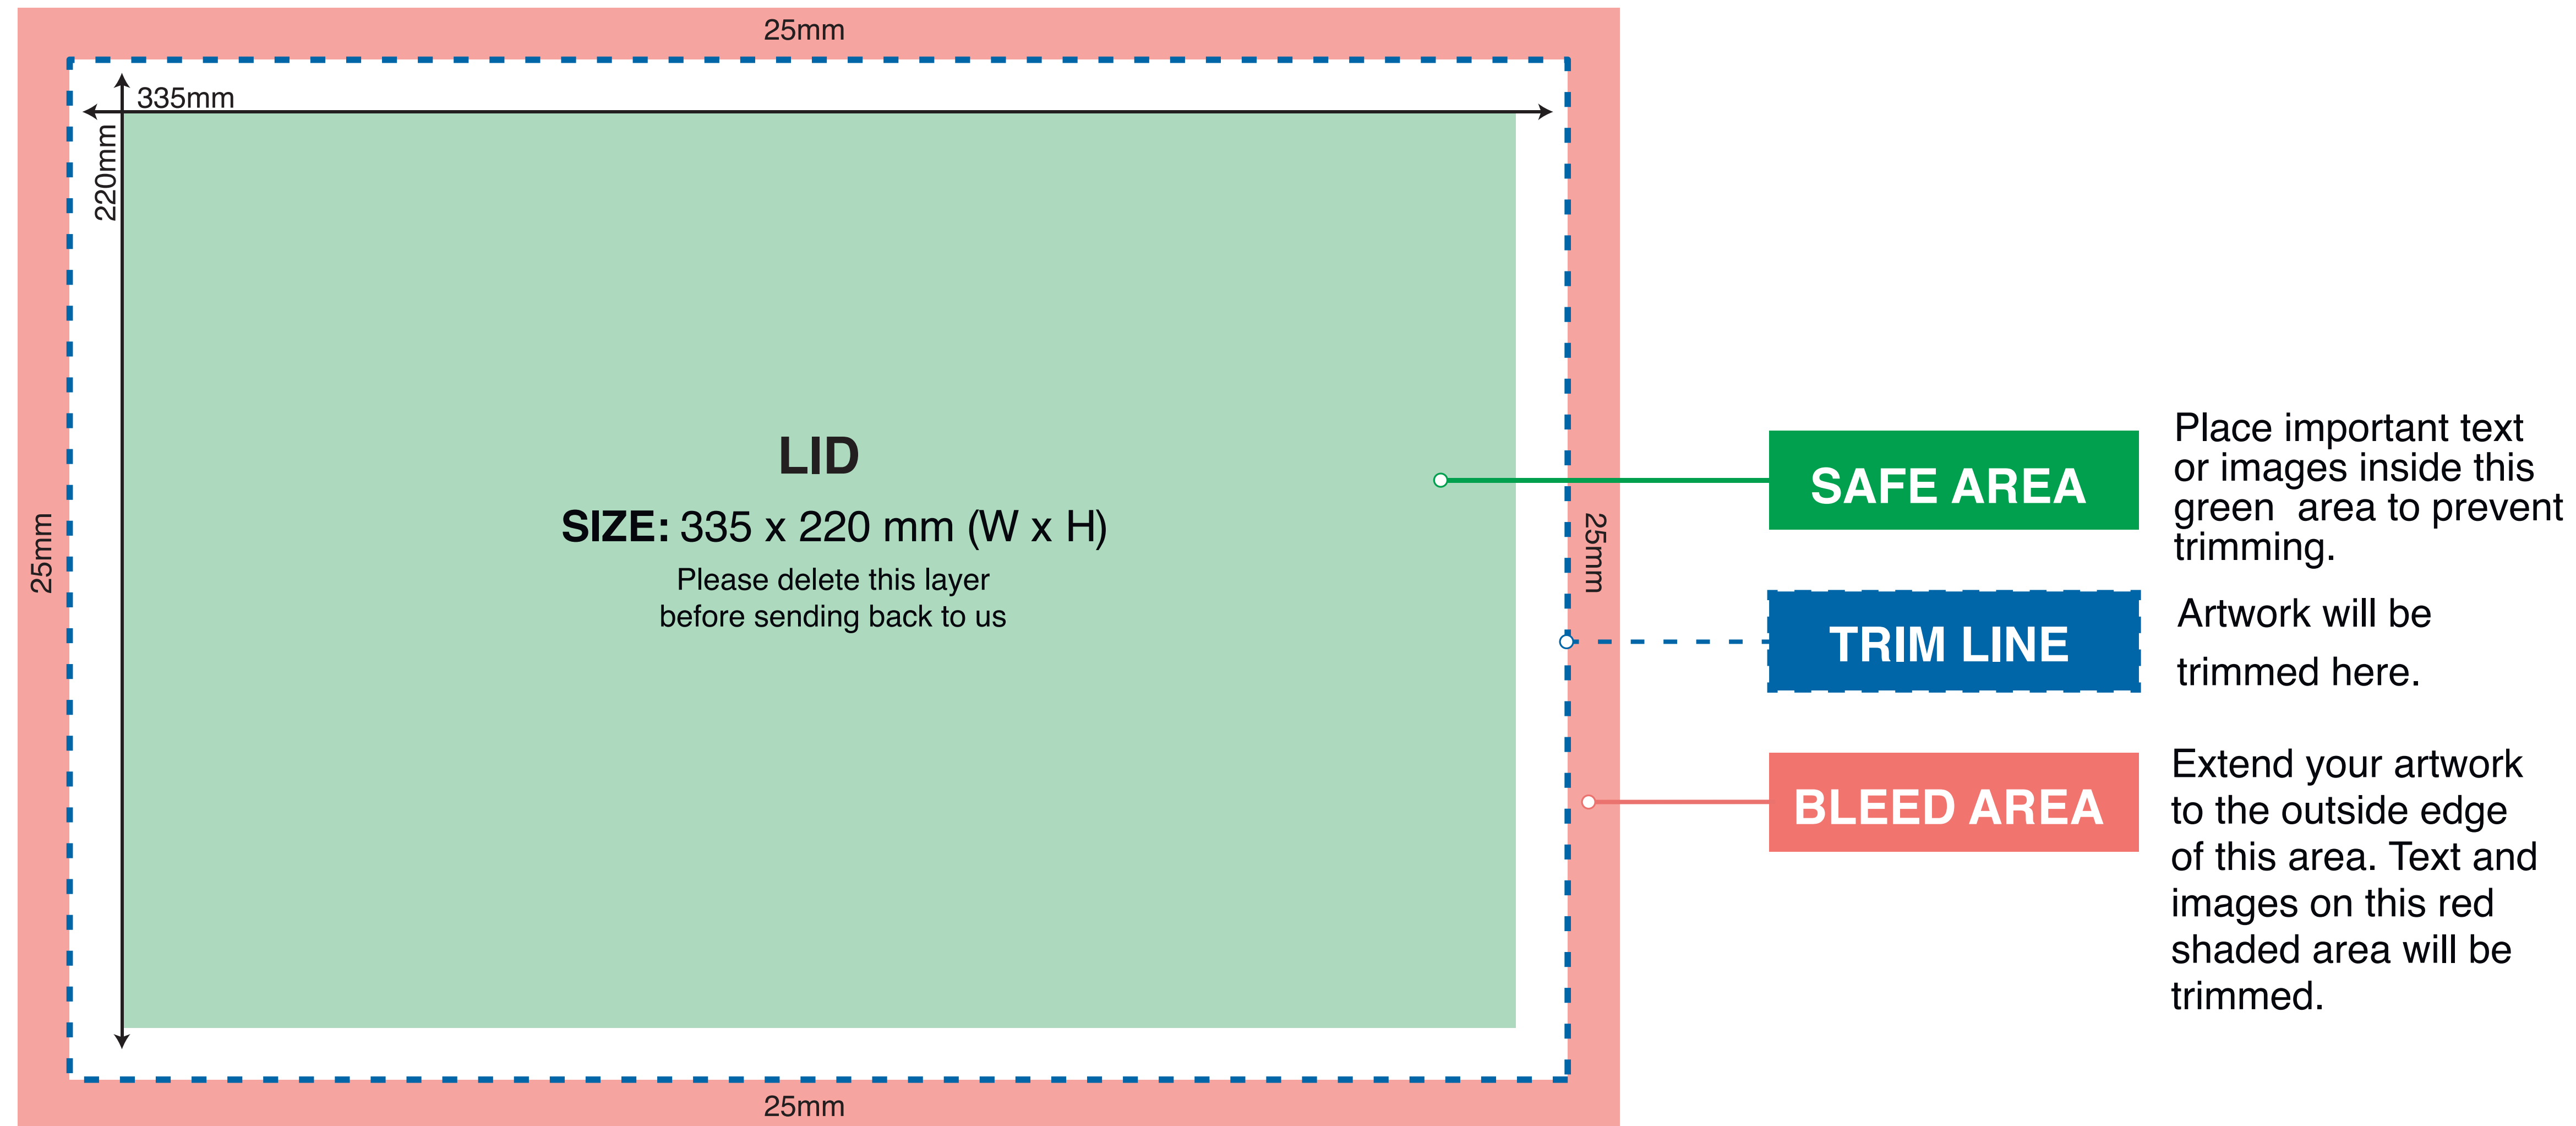 25mm
335mm
220mm
LID
SIZE: 335 x 220 mm (W x H)
Please delete this layer
before sending back to us
25mm
25mm
25mm
SAFE AREA
Place important text
or images inside this
green  area to prevent
trimming.
TRIM LINE
Artwork will be
trimmed here.
BLEED AREA
Extend your artwork
to the outside edge
of this area. Text and
images on this red
shaded area will be
trimmed.